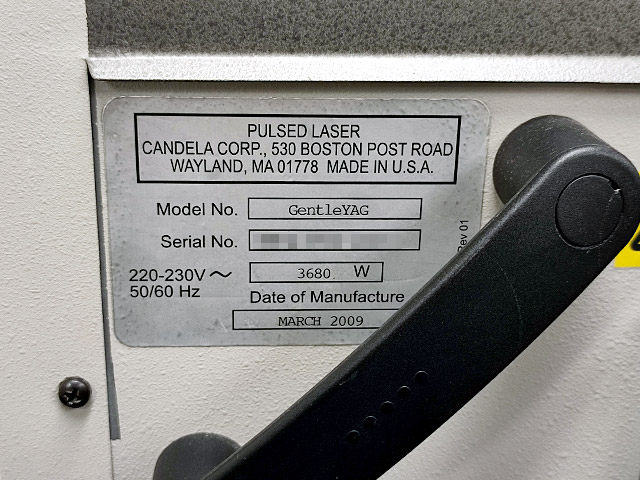 PULSED LASER
CANDELA CORP., 530 BOSTON POST ROAD
WAYLAND, MA 01778 MADE IN U.S.A.
Model No. GentleYAG
Serial No.
Rev 01
220-230V ~ 3680 W
50/60 Hz
Date of Manufacture
MARCH 2009